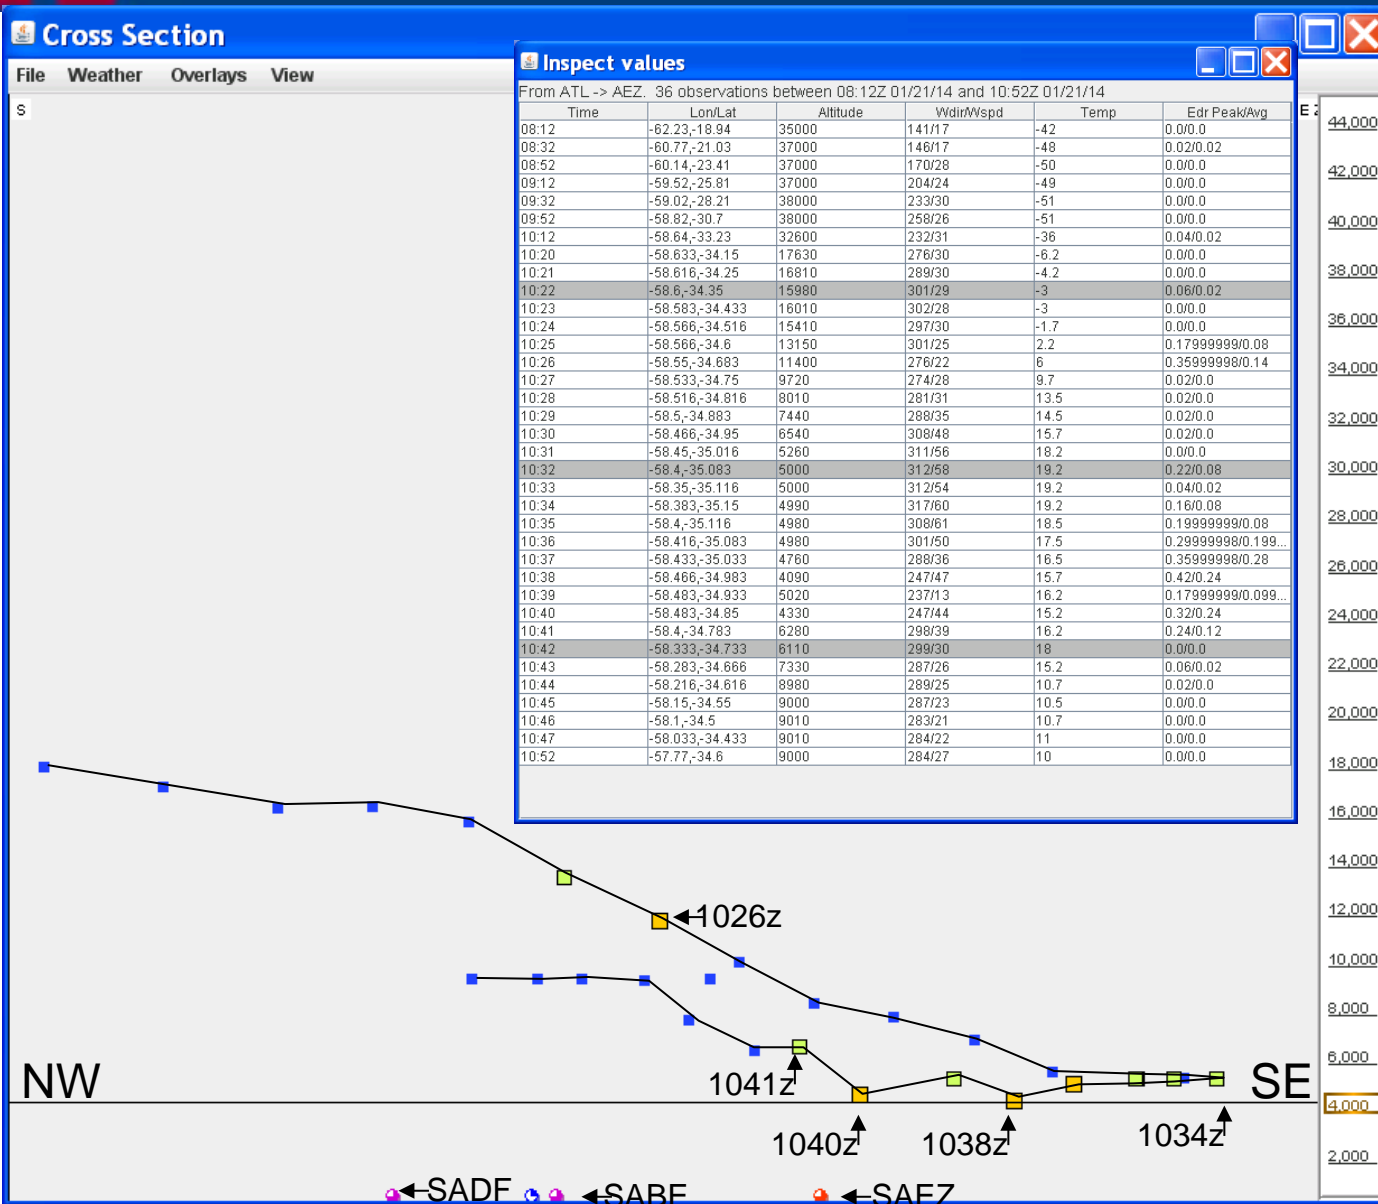 Cross Section
File Weather Overlays View
S
Inspect values
From ATL -> AEZ. 36 observations between 08:12Z 01/21/14 and 10:52Z 01/21/14
Time Lon/Lat Altitude Wdir/Wspd Temp Edr Peak/Avg
08:12 -62.23,-18.94 35000 141/17 -42 0.0/0.0
08:32 -60.77,-21.03 37000 146/17 -48 0.02/0.02
08:52 -60.14,-23.41 37000 170/28 -50 0.0/0.0
09:12 -59.52,-25.81 37000 204/24 -49 0.0/0.0
09:32 -59.02,-28.21 38000 233/30 -51 0.0/0.0
09:52 -58.82,-30.7 38000 258/26 -51 0.0/0.0
10:12 -58.64,-33.23 32600 232/31 -36 0.04/0.02
10:20 -58.633,-34.15 17630 276/30 -6.2 0.0/0.0
10:21 -58.616,-34.25 16810 289/30 -4.2 0.0/0.0
10:22 -58.6,-34.35 15980 301/29 -3 0.06/0.02
10:23 -58.583,-34.433 16010 302/28 -3 0.0/0.0
10:24 -58.566,-34.516 15410 297/30 -1.7 0.0/0.0
10:25 -58.566,-34.6 13150 301/25 2.2 0.17999999/0.08
10:26 -58.55,-34.683 11400 276/22 6 0.35999998/0.14
10:27 -58.533,-34.75 9720 274/28 9.7 0.02/0.0
10:28 -58.516,-34.816 8010 281/31 13.5 0.02/0.0
10:29 -58.5,-34.883 7440 288/35 14.5 0.02/0.0
10:30 -58.466,-34.95 6540 308/48 15.7 0.02/0.0
10:31 -58.45,-35.016 5260 311/56 18.2 0.0/0.0
10:32 -58.4,-35.083 5000 312/58 19.2 0.22/0.08
10:33 -58.35,-35.116 5000 312/54 19.2 0.04/0.02
10:34 -58.383,-35.15 4990 317/60 19.2 0.16/0.08
10:35 -58.4,-35.116 4980 308/61 18.5 0.19999999/0.08
10:36 -58.416,-35.083 4980 301/50 17.5 0.29999998/0.199...
10:37 -58.433,-35.033 4760 288/36 16.5 0.35999998/0.28
10:38 -58.466,-34.983 4090 247/47 15.7 0.42/0.24
10:39 -58.483,-34.933 5020 237/13 16.2 0.17999999/0.099...
10:40 -58.483,-34.85 4330 247/44 15.2 0.32/0.24
10:41 -58.4,-34.783 6280 298/39 16.2 0.24/0.12
10:42 -58.333,-34.733 6110 299/30 18 0.0/0.0
10:43 -58.283,-34.666 7330 287/26 15.2 0.06/0.02
10:44 -58.216,-34.616 8980 289/25 10.7 0.02/0.0
10:45 -58.15,-34.55 9000 287/23 10.5 0.0/0.0
10:46 -58.1,-34.5 9010 283/21 10.7 0.0/0.0
10:47 -58.033,-34.433 9010 284/22 11 0.0/0.0
10:52 -57.77,-34.6 9000 284/27 10 0.0/0.0
44,000
42,000
40,000
38,000
36,000
34,000
32,000
30,000
28,000
26,000
24,000
22,000
20,000
18,000
16,000
14,000
12,000
10,000
8,000
6,000
4,000
2,000
1026z
NW
1041z
SE
1040z
1038z
1034z
SADF
SABE
SAEZ